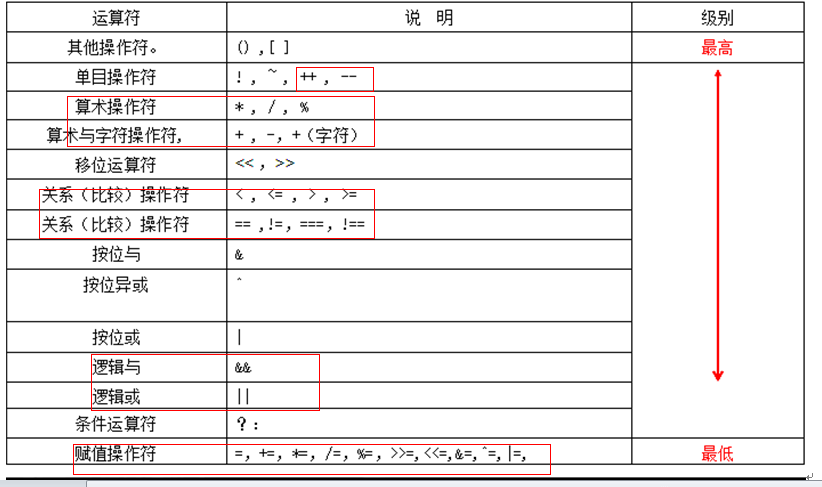 运算符 说 明 级别
其他操作符。 () ,[ ] 最高
单目操作符 ! , ~ , ++ , --
算术操作符 * , / , %
算术与字符操作符, + , -, + (字符)
移位运算符 << , >>
关系（比较）操作符 < , <= , > , >=
关系（比较）操作符 == ,!=, ===, !==
按位与 &
按位异或 ^
按位或 |
逻辑与 &&
逻辑或 ||
条件运算符 ? :
赋值操作符 =, +=, *=, /=, %=, >>=,<<=,&=,^=,|=, 最低